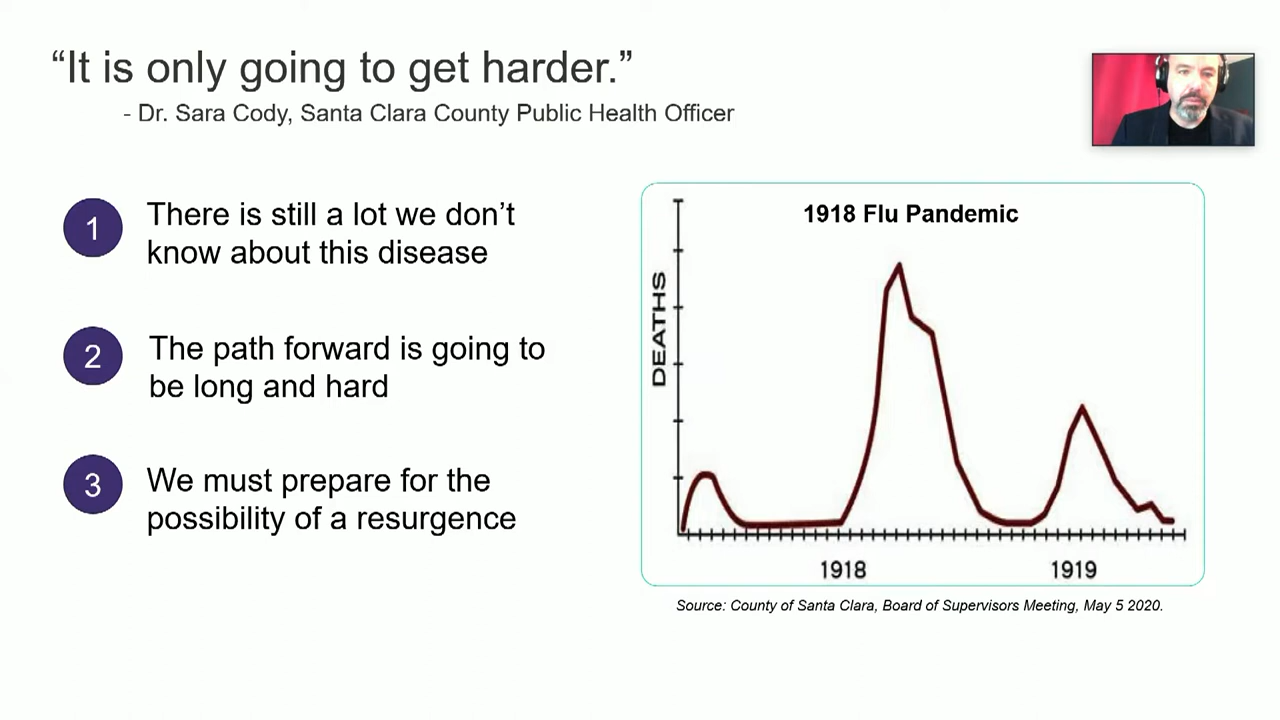 “It is only going to get harder.”
- Dr. Sara Cody, Santa Clara County Public Health Officer
1
There is still a lot we don’t
know about this disease
2
The path forward is going to
be long and hard
3
We must prepare for the
possibility of a resurgence
1918 Flu Pandemic
DEATHS
1918
1919
Source: County of Santa Clara, Board of Supervisors Meeting, May 5 2020.